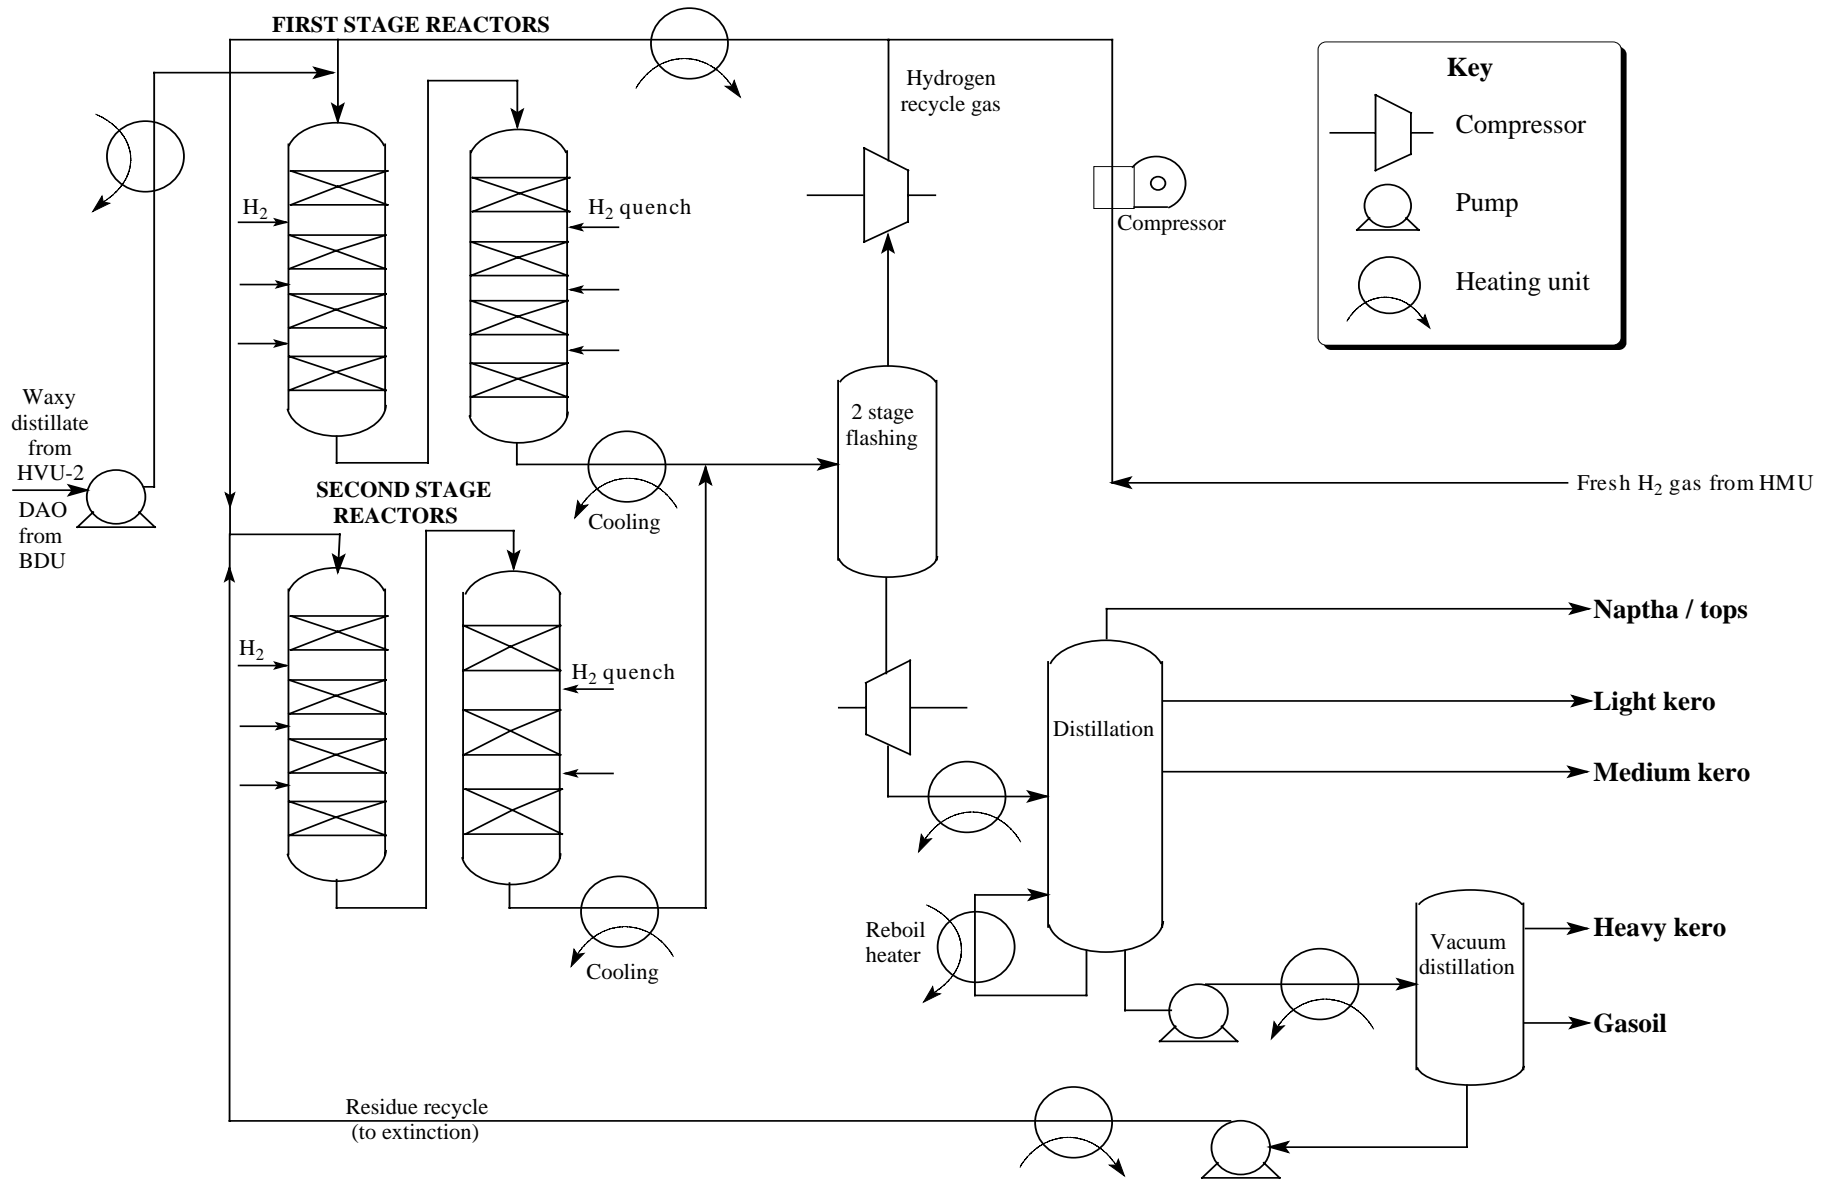 FIRST STAGE REACTORS
Hydrogen
recycle gas
Key
Compressor
Pump
Heating unit
Compressor
H₂
H₂ quench
Waxy
distillate
from
HVU-2
DAO
from
BDU
2 stage
flashing
Cooling
SECOND STAGE
REACTORS
Fresh H₂ gas from HMU
H₂
H₂ quench
Cooling
Distillation
Naptha / tops
Light kero
Medium kero
Reboil
heater
Vacuum
distillation
Heavy kero
Gasoil
Residue recycle
(to extinction)